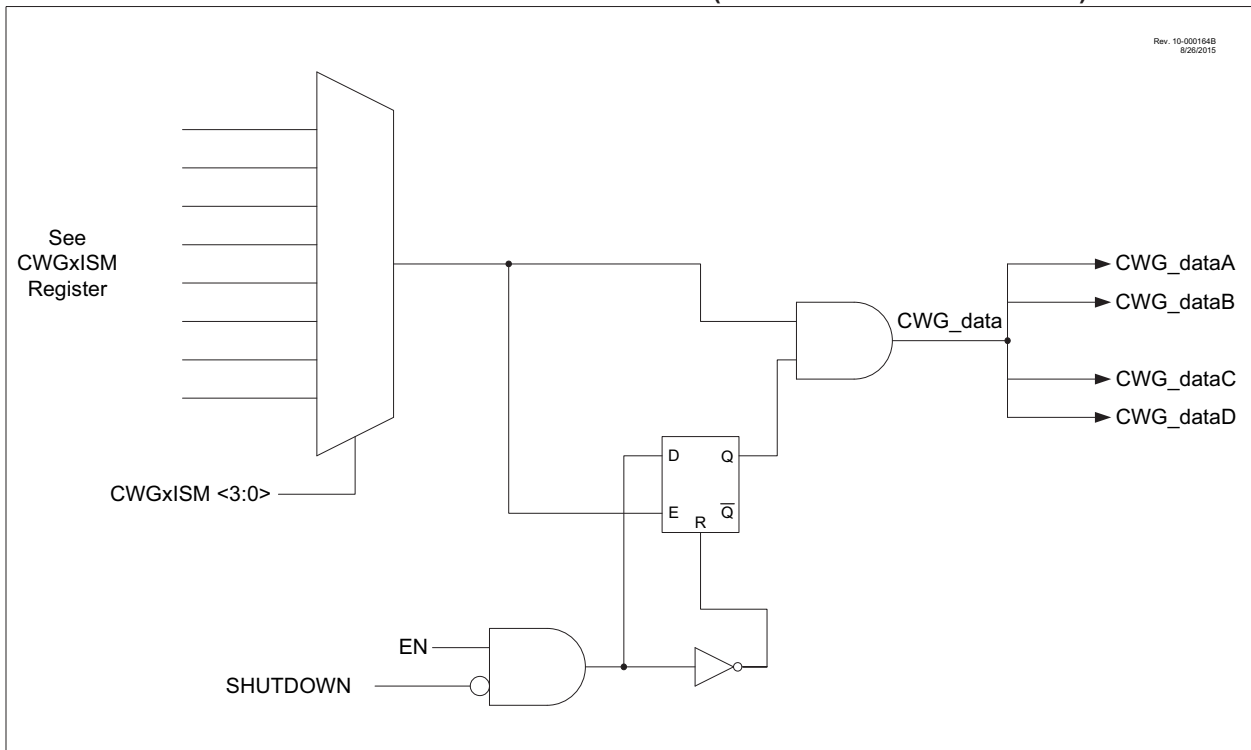 Rev. 10-000164B
8/26/2015
See
CWGxISM
Register
CWGxISM <3:0>
D
Q
E
Q̅
R
EN
SHUTDOWN
CWG_data
CWG_dataA
CWG_dataB
CWG_dataC
CWG_dataD